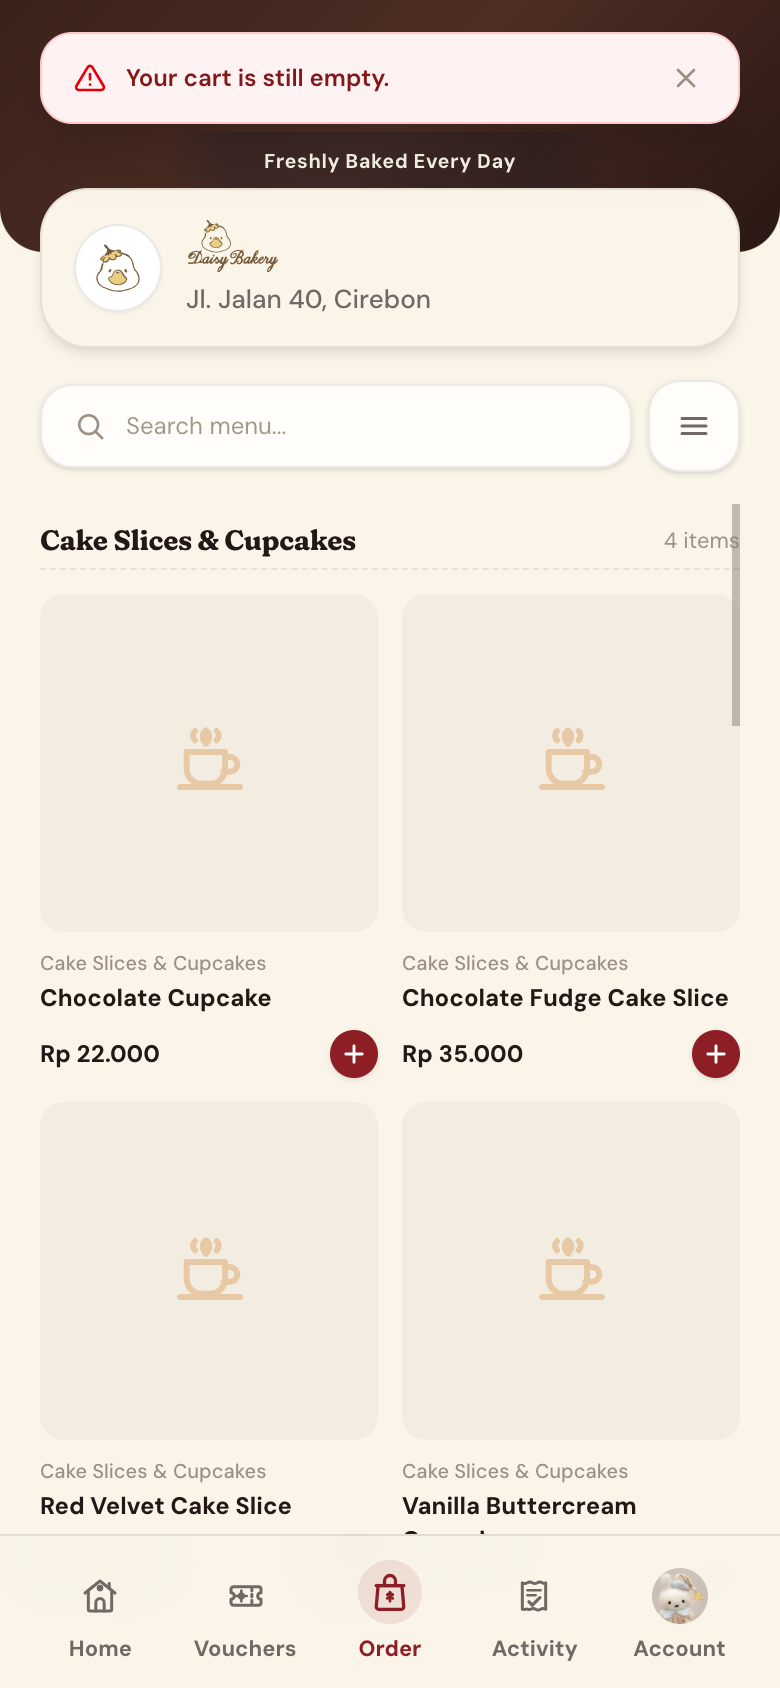 Your cart is still empty.
Freshly Baked Every Day
Daisy Bakery
Jl. Jalan 40, Cirebon
Search menu...
Cake Slices & Cupcakes
4 items
Cake Slices & Cupcakes
Chocolate Cupcake
Rp 22.000
Cake Slices & Cupcakes
Chocolate Fudge Cake Slice
Rp 35.000
Cake Slices & Cupcakes
Red Velvet Cake Slice
Cake Slices & Cupcakes
Vanilla Buttercream
Home
Vouchers
Order
Activity
Account